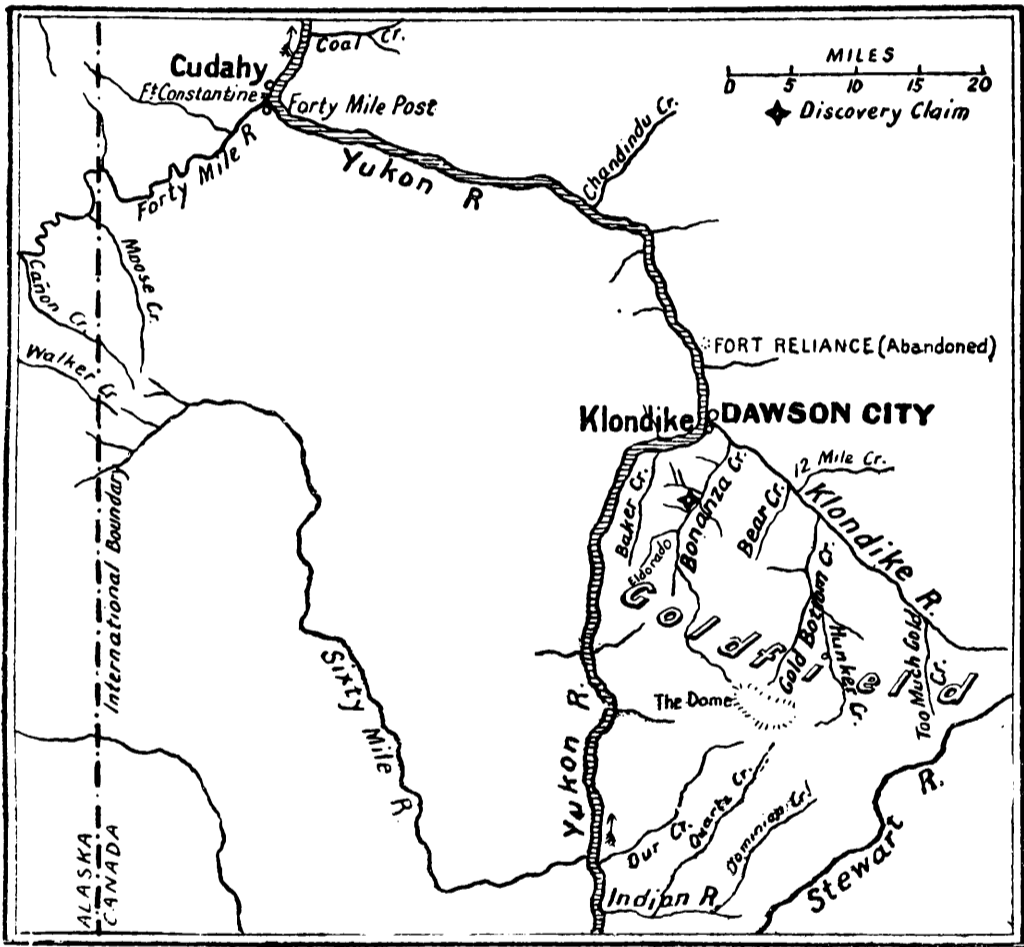 Coal Cr.
Cudahy
Ft Constantine
Forty Mile Post
MILES
0 5 10 15 20
Discovery Claim
Chandindu Cr.
Yukon R
Forty Mile R
Moose Cr.
Cañon Cr.
Walker Cr
FORT RELIANCE (Abandoned)
Klondike
DAWSON CITY
12 Mile Cr.
Baker Cr.
Bonanza Cr.
Bear Cr.
Klondike R.
Eldorado
Goldfield
Gold Bottom Cr.
Hunker Cr.
Too Much Gold Cr.
International Boundary
Sixty Mile R.
The Dome
Yukon R.
Dur Cr.
Quartz Cr.
Dominion Cr.
Stewart R.
Indian R.
ALASKA
CANADA